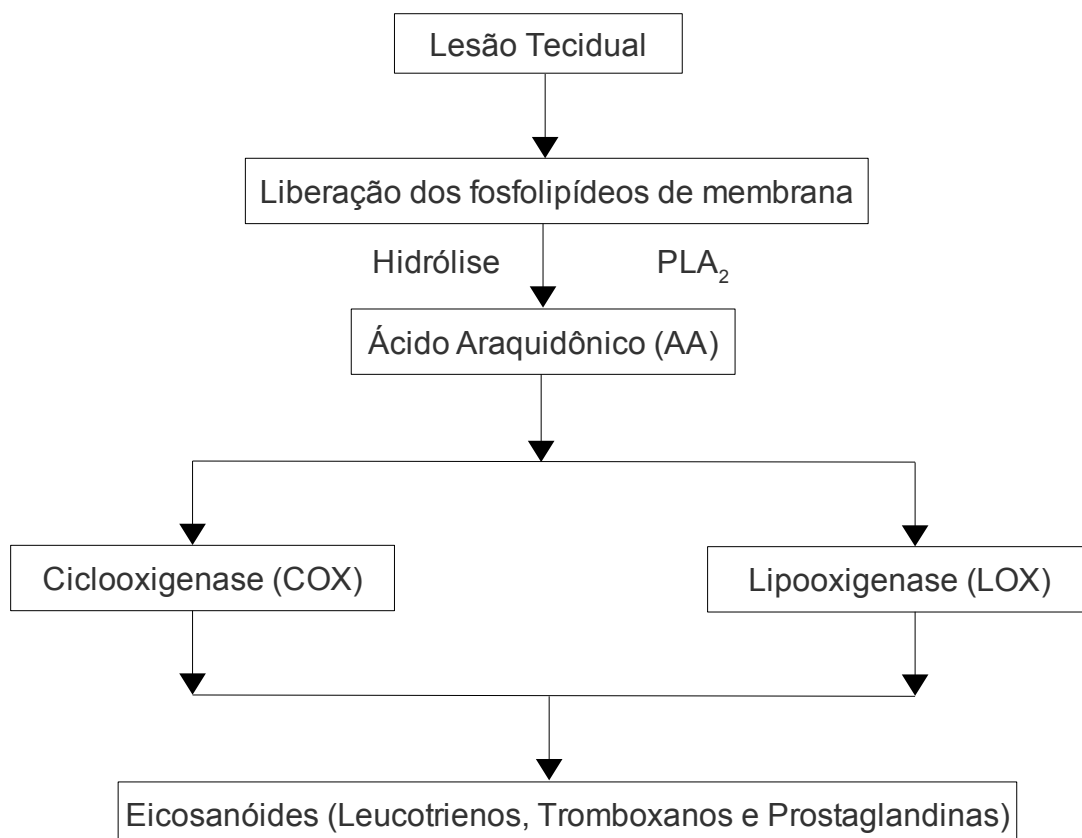 Lesão Tecidual
Liberação dos fosfolipídeos de membrana
Hidrólise PLA₂
Ácido Araquidônico (AA)
Ciclooxigenase (COX) Lipooxigenase (LOX)
Eicosanóides (Leucotrienos, Tromboxanos e Prostaglandinas)